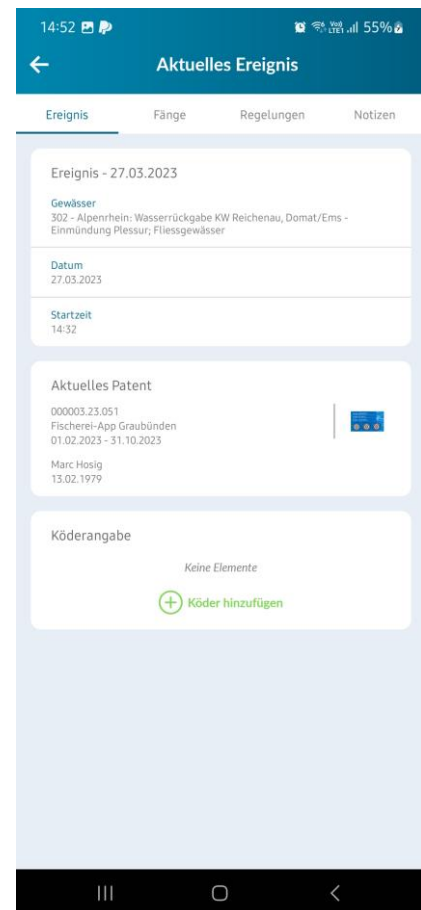 14:52 55%
Aktuelles Ereignis
Ereignis Fänge Regelungen Notizen
Ereignis - 27.03.2023
Gewässer
302 - Alpenrhein: Wasserrückgabe KW Reichenau, Domat/Ems -
Einmündung Plessur; Fliessgewässer
Datum
27.03.2023
Startzeit
14:32
Aktuelles Patent
000003.23.051
Fischerei-App Graubünden
01.02.2023 - 31.10.2023
Marc Hosig
13.02.1979
Köderangabe
Keine Elemente
Köder hinzufügen